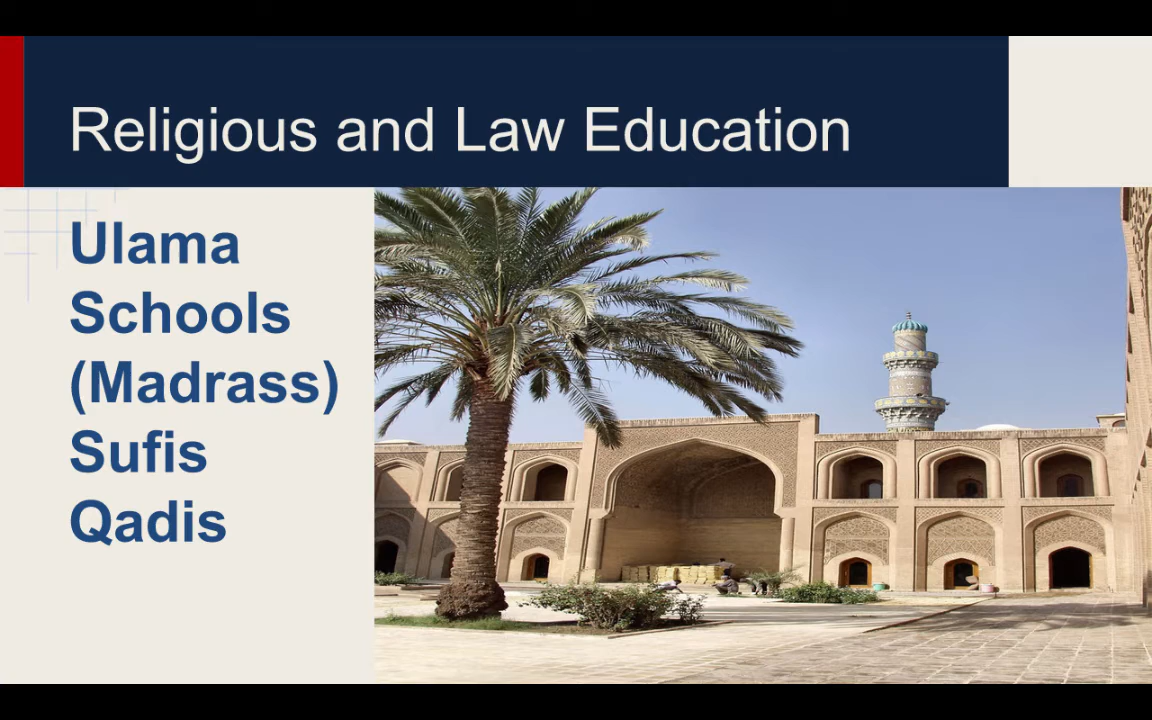 Religious and Law Education
Ulama
Schools
(Madrass)
Sufis
Qadis